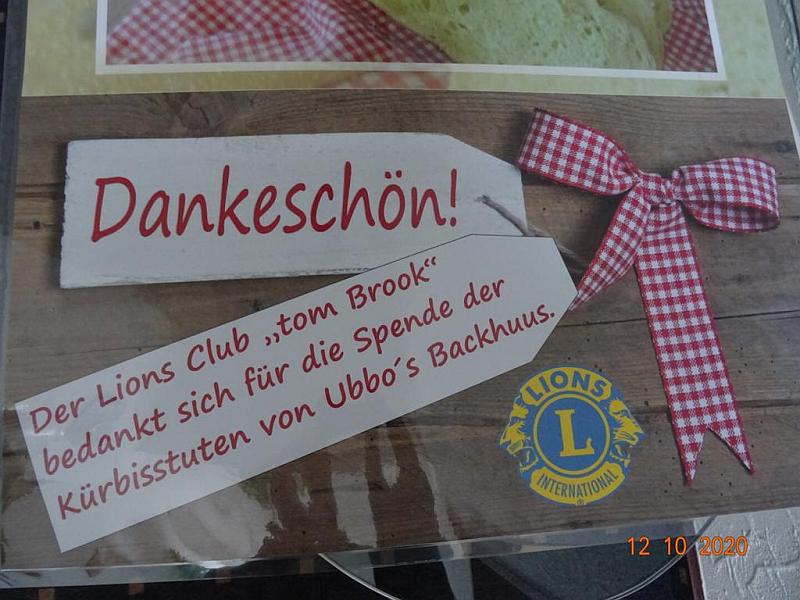 Dankeschön!
Der Lions Club „tom Brook“
bedankt sich für die Spende der
Kürbisstuten von Ubbo´s Backhuus.
LIONS
L
INTERNATIONAL
®
12 10 2020